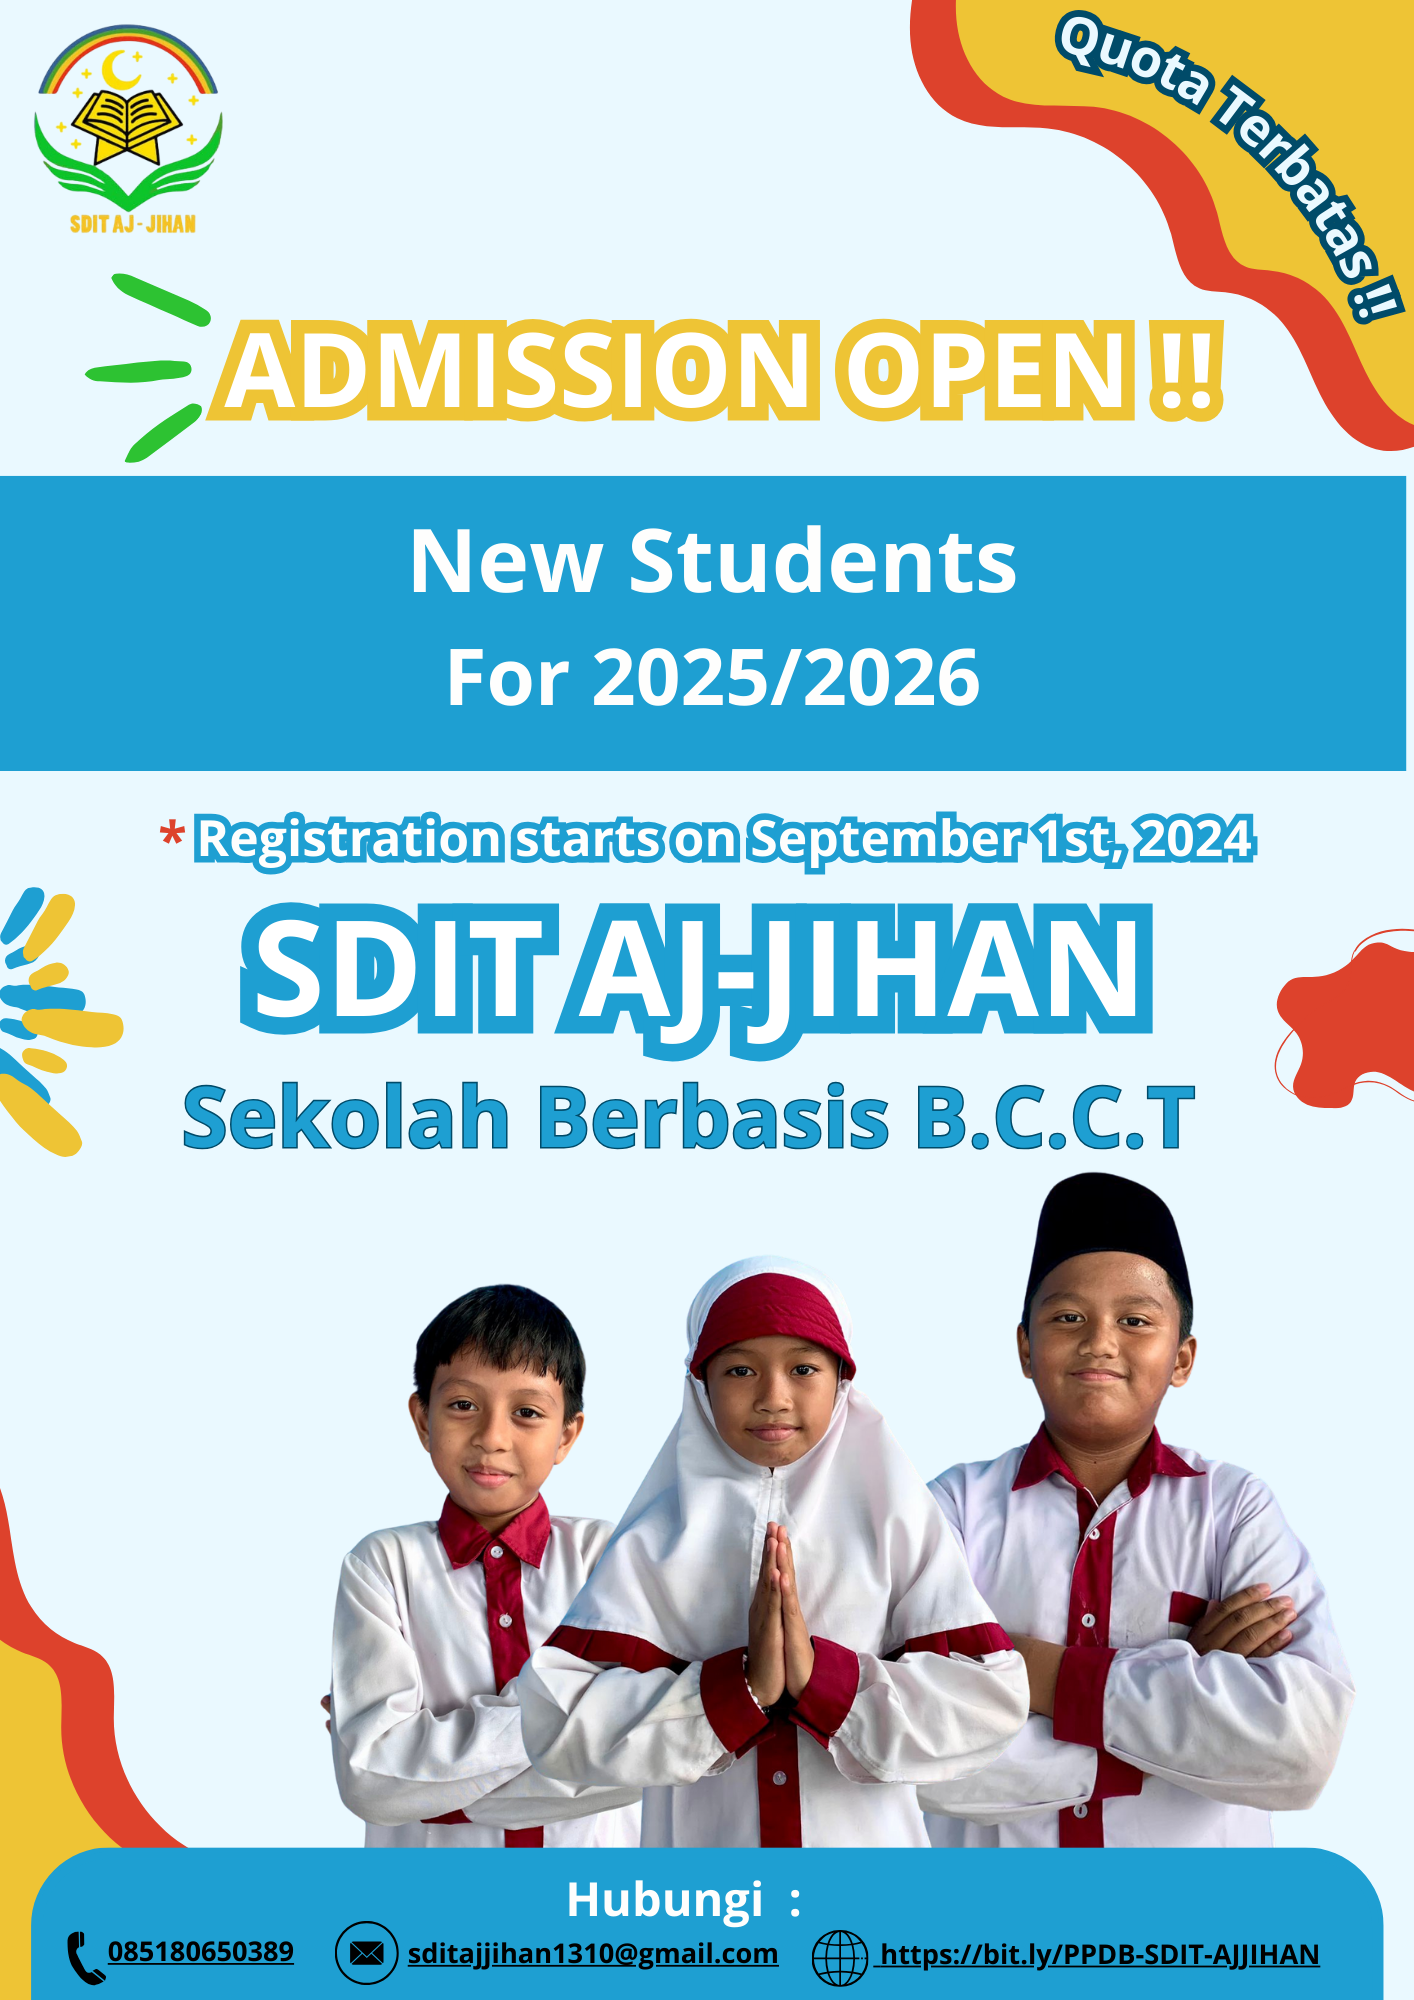 SDIT AJ - JIHAN
Quota Terbatas !!
ADMISSION OPEN !!
New Students
For 2025/2026
* Registration starts on September 1st, 2024
SDIT AJ-JIHAN
Sekolah Berbasis B.C.C.T
Hubungi :
085180650389
sditajjihan1310@gmail.com
https://bit.ly/PPDB-SDIT-AJJIHAN